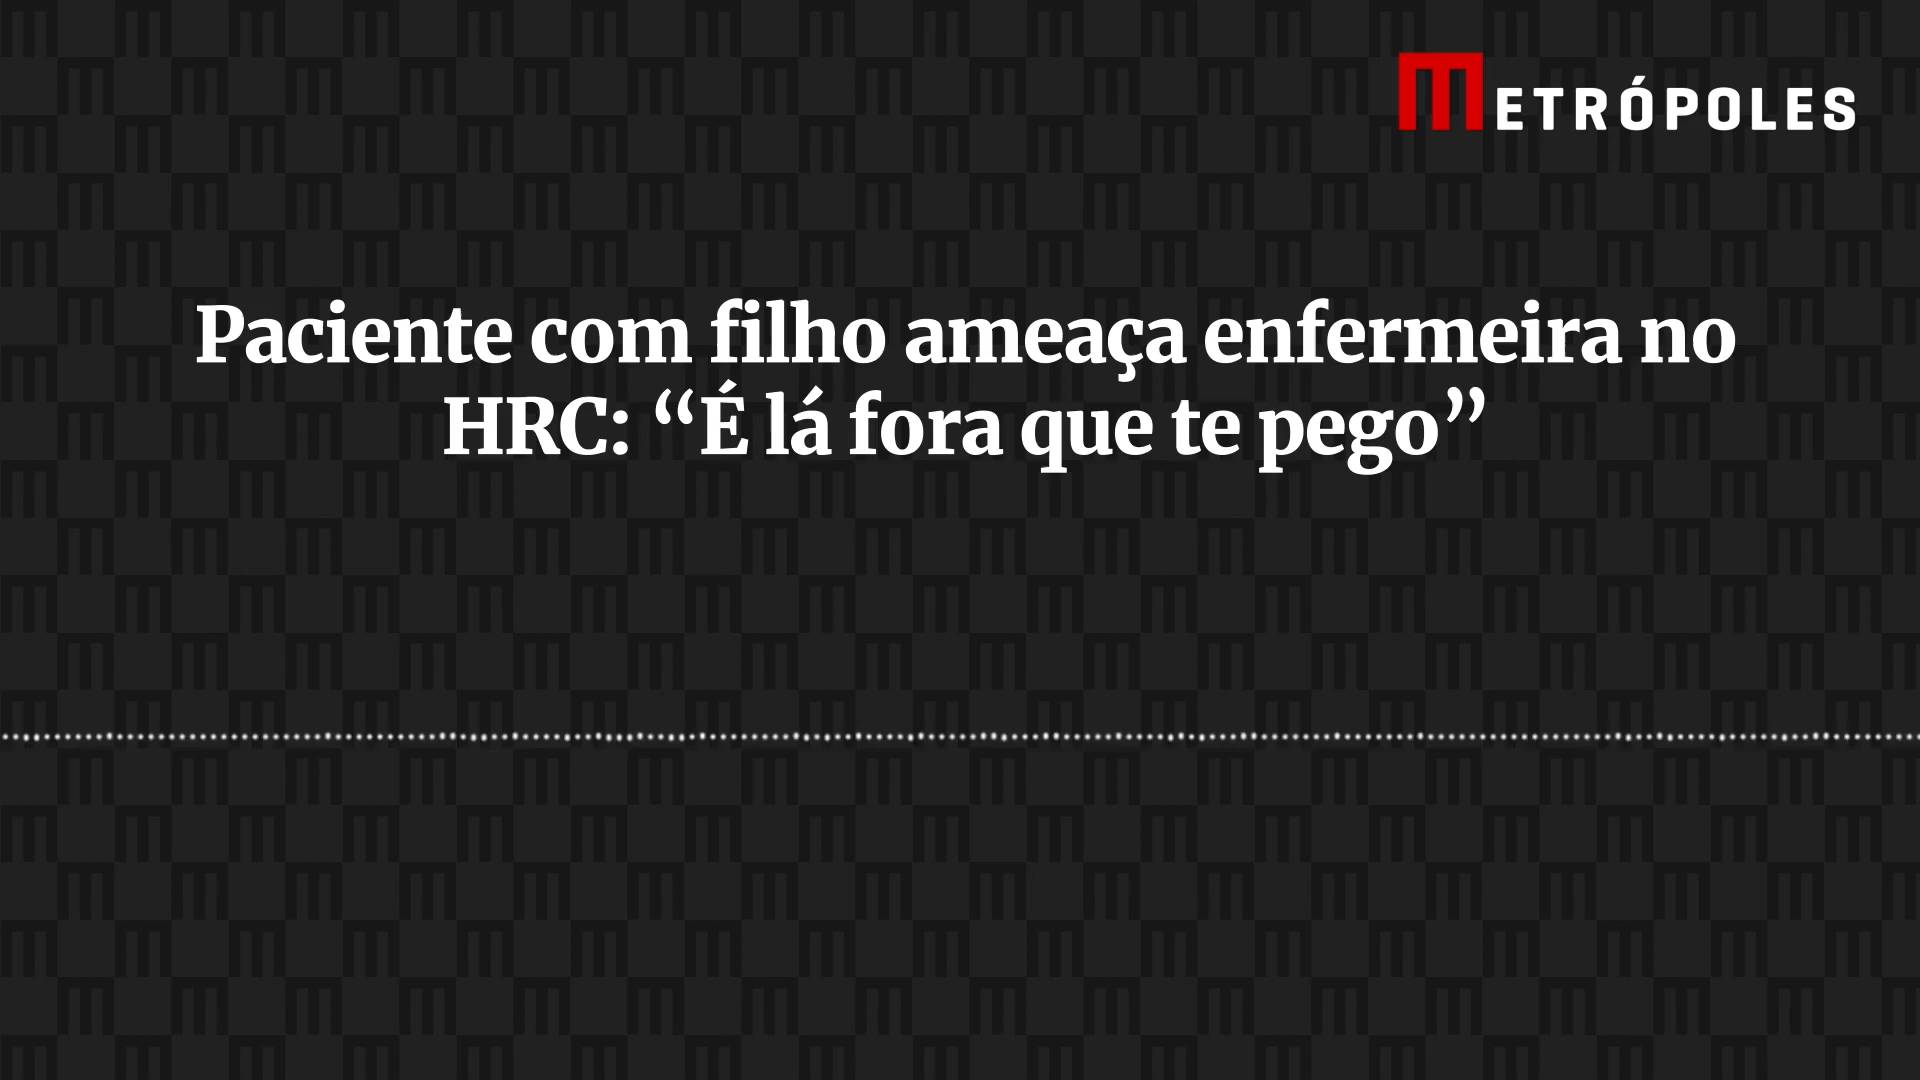 METRÓPOLES
Paciente com filho ameaça enfermeira no
HRC: “É lá fora que te pego”